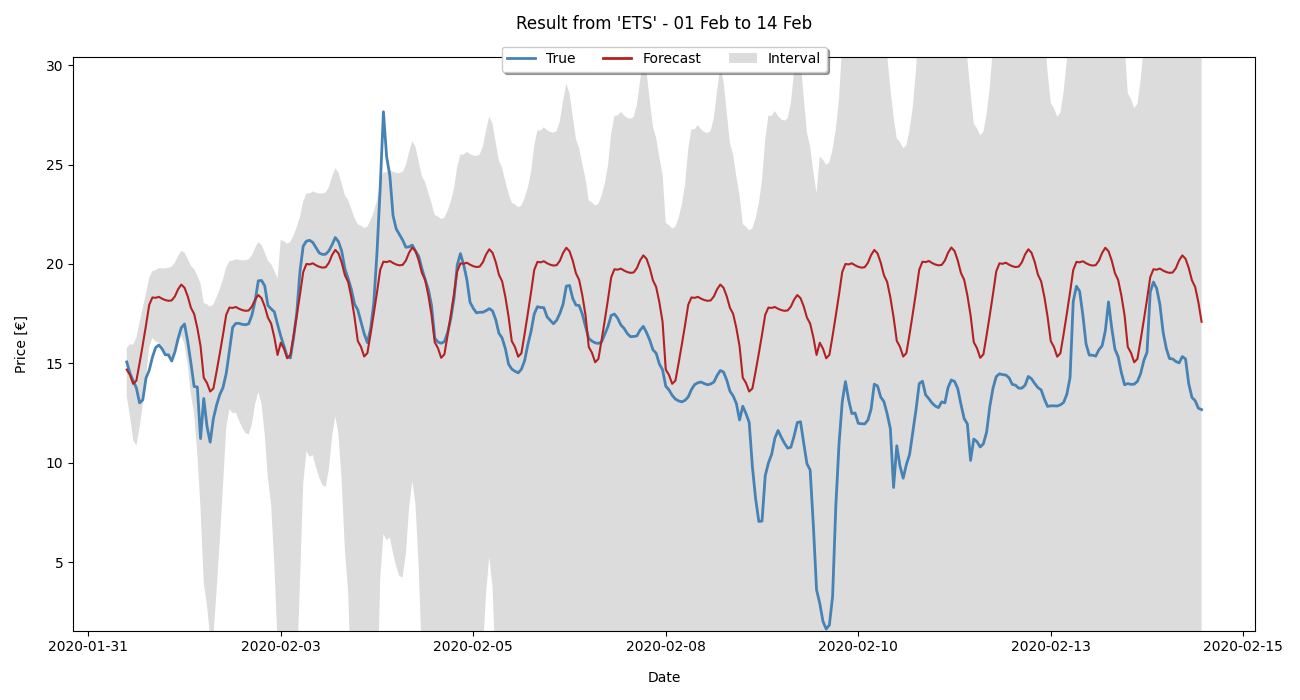 Result from 'ETS' - 01 Feb to 14 Feb
True Forecast Interval
30
25
20
15
10
5
Price [€]
2020-01-31 2020-02-03 2020-02-05 2020-02-08 2020-02-10 2020-02-13 2020-02-15
Date